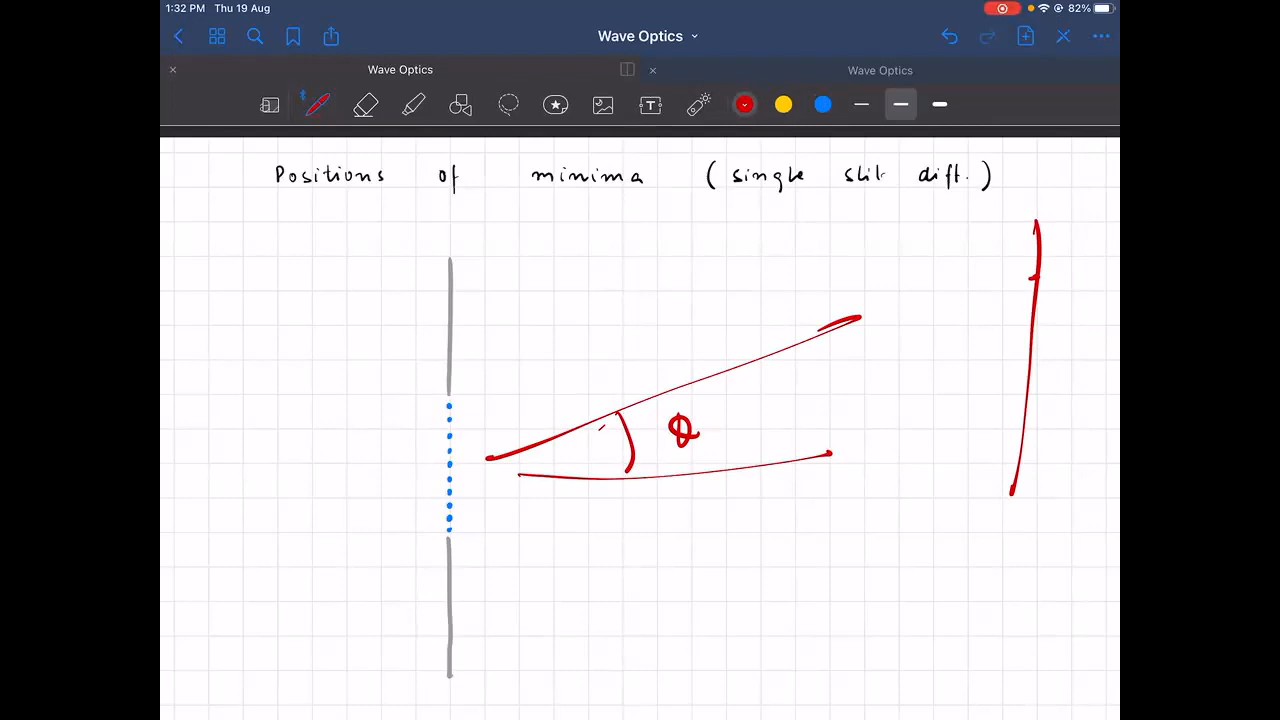 1:32 PM Thu 19 Aug 82%
Wave Optics
Wave Optics Wave Optics
T
Positions of minima (single slit diff.)
θ